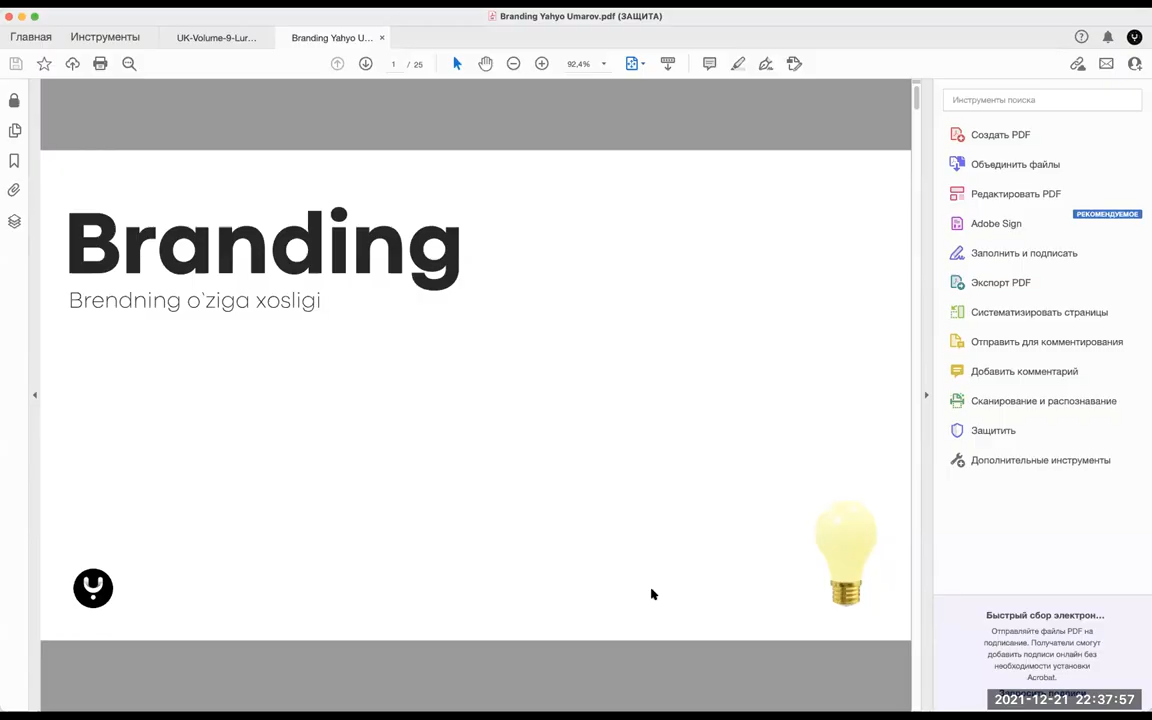 Branding Yahyo Umarov.pdf (ЗАЩИТА)
Главная
Инструменты
UK-Volume-9-Lur...
Branding Yahyo U... ×
1 / 25
92,4%
Инструменты поиска
Создать PDF
Объединить файлы
Редактировать PDF
РЕКОМЕНДУЕМОЕ
Adobe Sign
Заполнить и подписать
Экспорт PDF
Систематизировать страницы
Отправить для комментирования
Добавить комментарий
Сканирование и распознавание
Защитить
Дополнительные инструменты
Branding
Brendning o`ziga xosligi
Быстрый сбор электрон...
Отправляйте файлы PDF на
подписание. Получатели смогут
добавить подписи онлайн без
необходимости установки
Acrobat.
2021-12-21 22:37:57